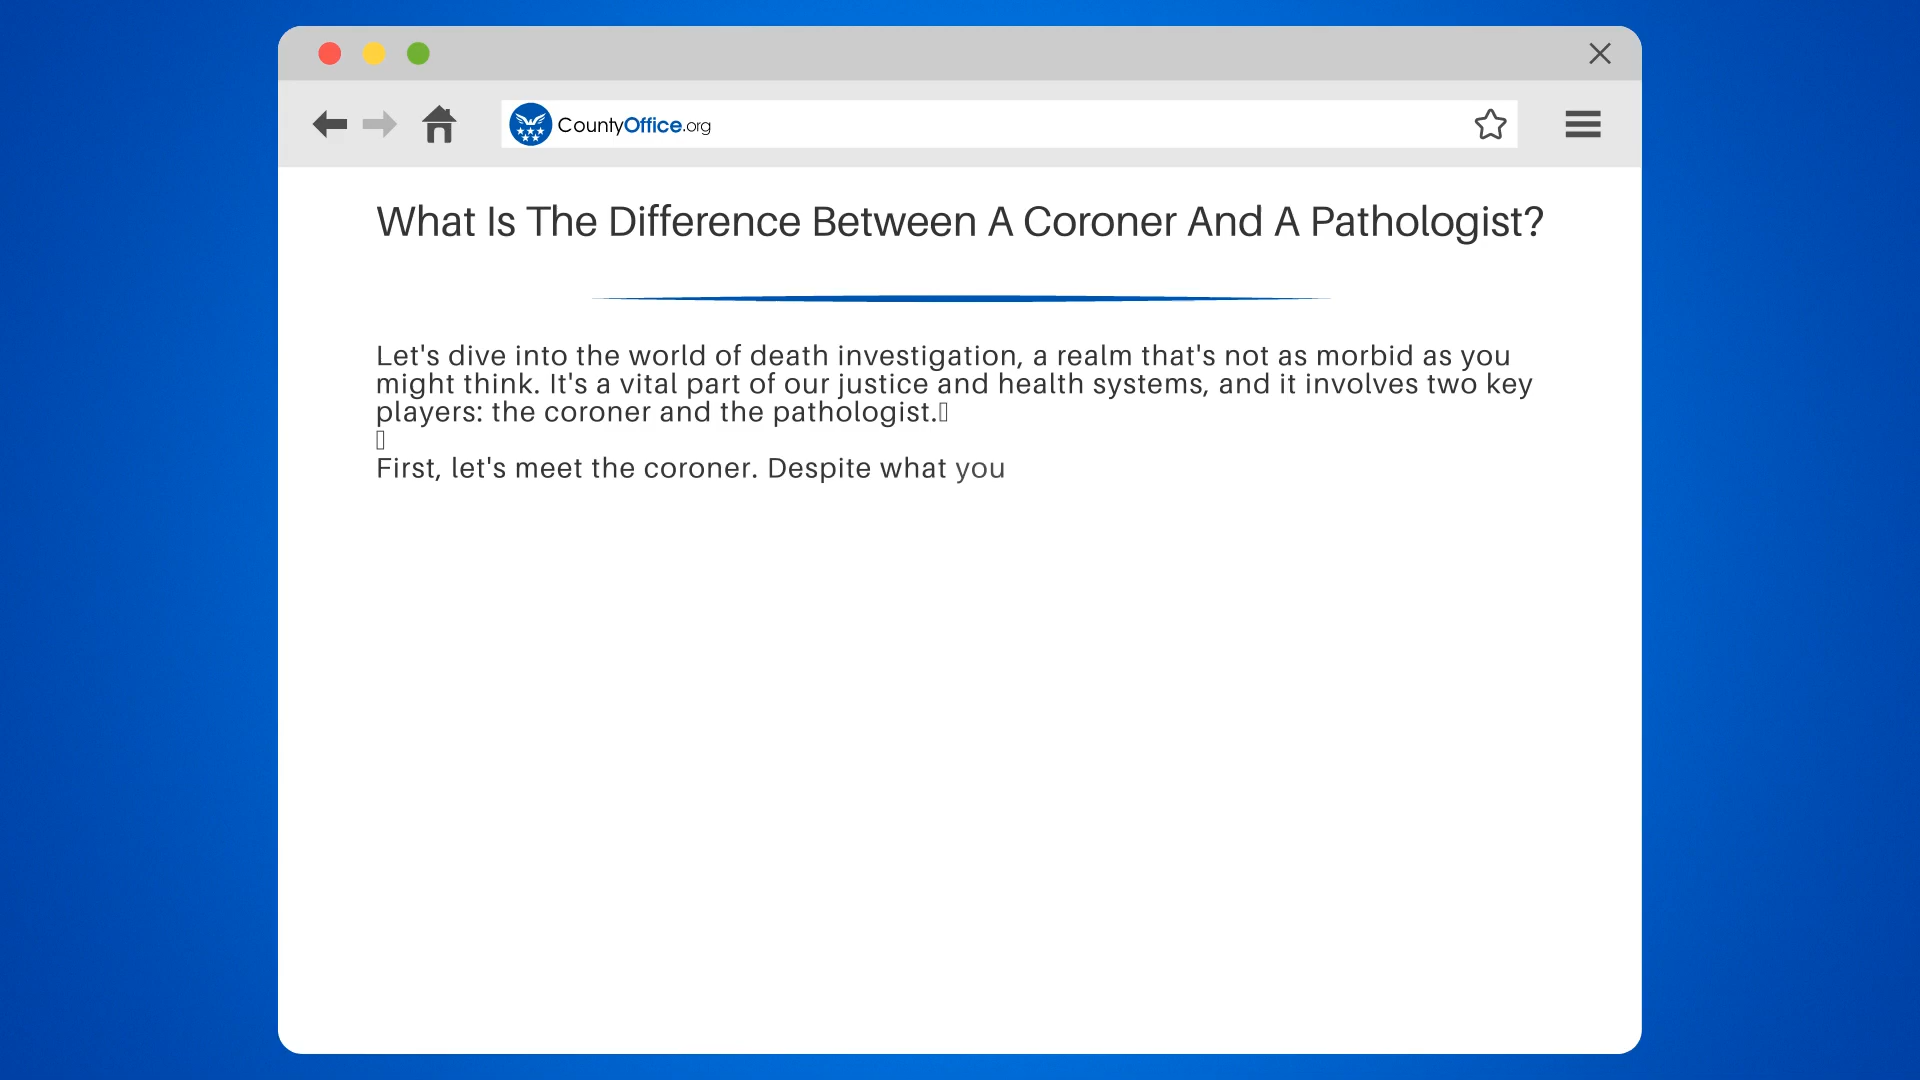 CountyOffice.org
What Is The Difference Between A Coroner And A Pathologist?
Let's dive into the world of death investigation, a realm that's not as morbid as you
might think. It's a vital part of our justice and health systems, and it involves two key
players: the coroner and the pathologist.
First, let's meet the coroner. Despite what you